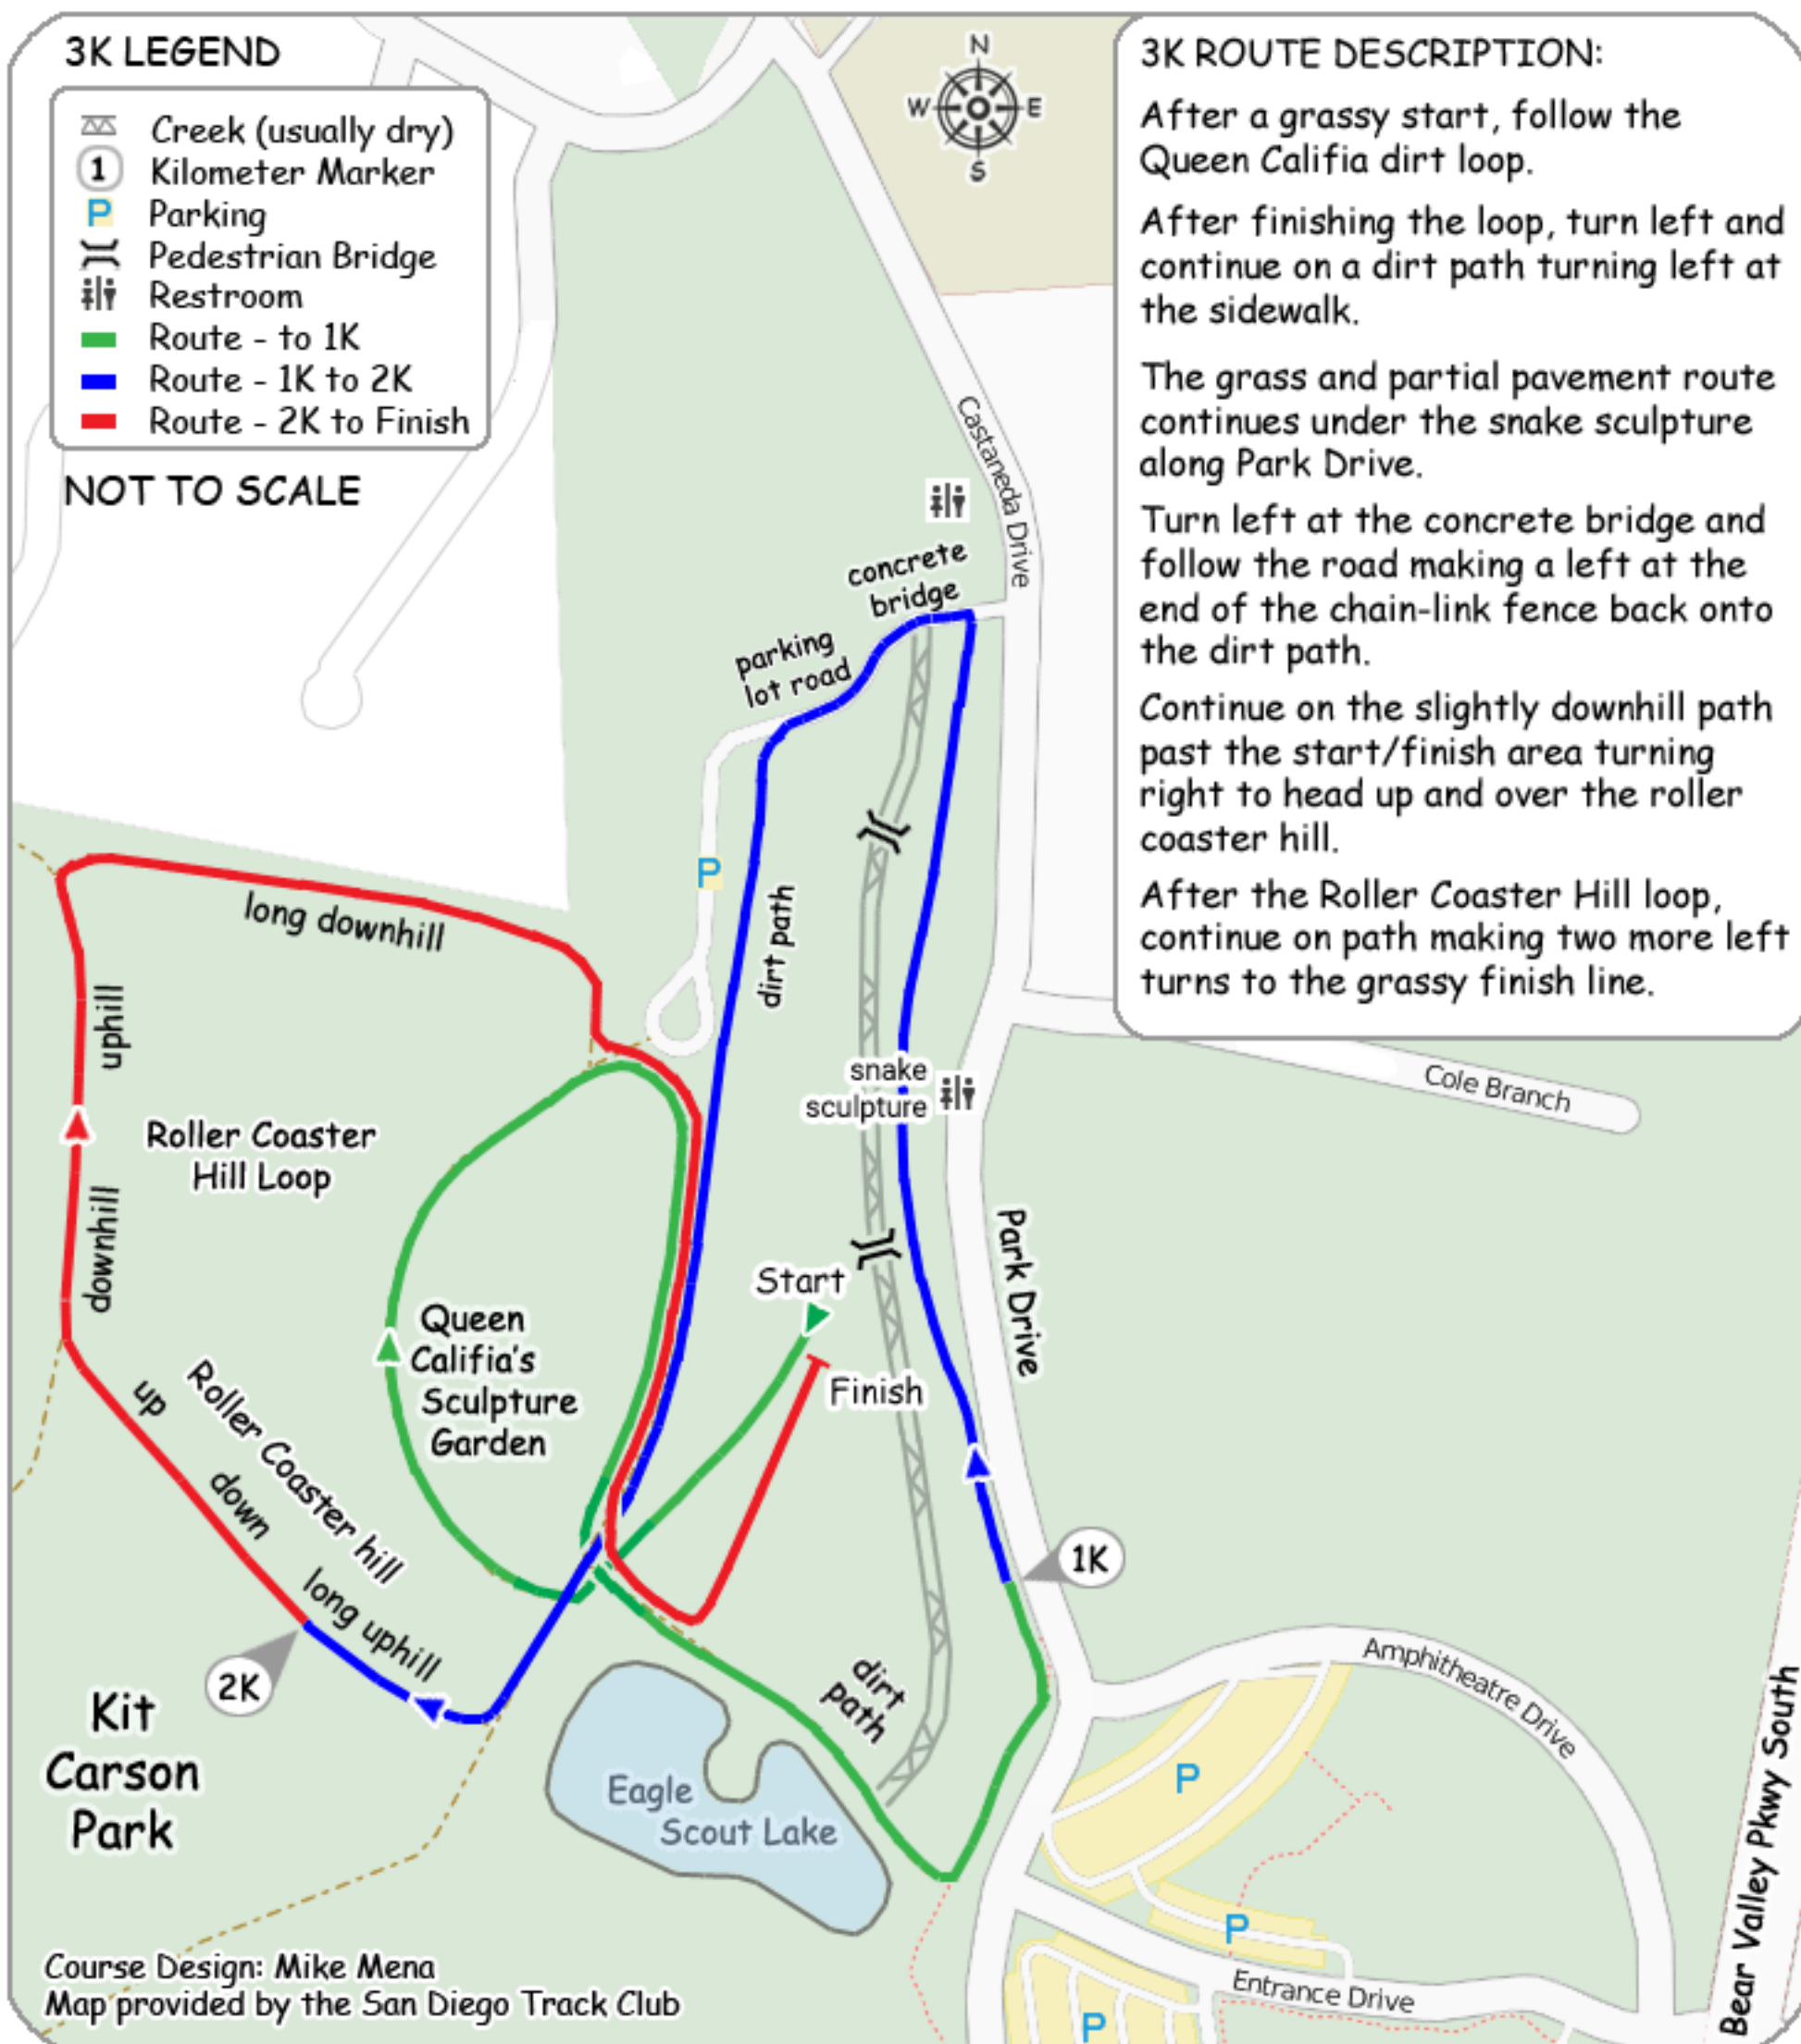 3K LEGEND
Creek (usually dry)
1
Kilometer Marker
P
Parking
Pedestrian Bridge
Restroom
Route - to 1K
Route - 1K to 2K
Route - 2K to Finish
NOT TO SCALE
N
W
E
S
3K ROUTE DESCRIPTION:
After a grassy start, follow the
Queen Califia dirt loop.
After finishing the loop, turn left and
continue on a dirt path turning left at
the sidewalk.
The grass and partial pavement route
continues under the snake sculpture
along Park Drive.
Turn left at the concrete bridge and
follow the road making a left at the
end of the chain-link fence back onto
the dirt path.
Continue on the slightly downhill path
past the start/finish area turning
right to head up and over the roller
coaster hill.
After the Roller Coaster Hill loop,
continue on path making two more left
turns to the grassy finish line.
Castaneda Drive
concrete
bridge
parking
lot road
P
dirt path
long downhill
uphill
snake
sculpture
Cole Branch
Roller Coaster
Hill Loop
downhill
Park Drive
Start
Finish
Queen
Califia's
Sculpture
Garden
up
Roller Coaster hill
down
long uphill
1K
2K
dirt
path
Amphitheatre Drive
Kit
Carson
Park
Eagle
Scout Lake
P
P
Entrance Drive
P
Bear Valley Pkwy South
Course Design: Mike Mena
Map provided by the San Diego Track Club